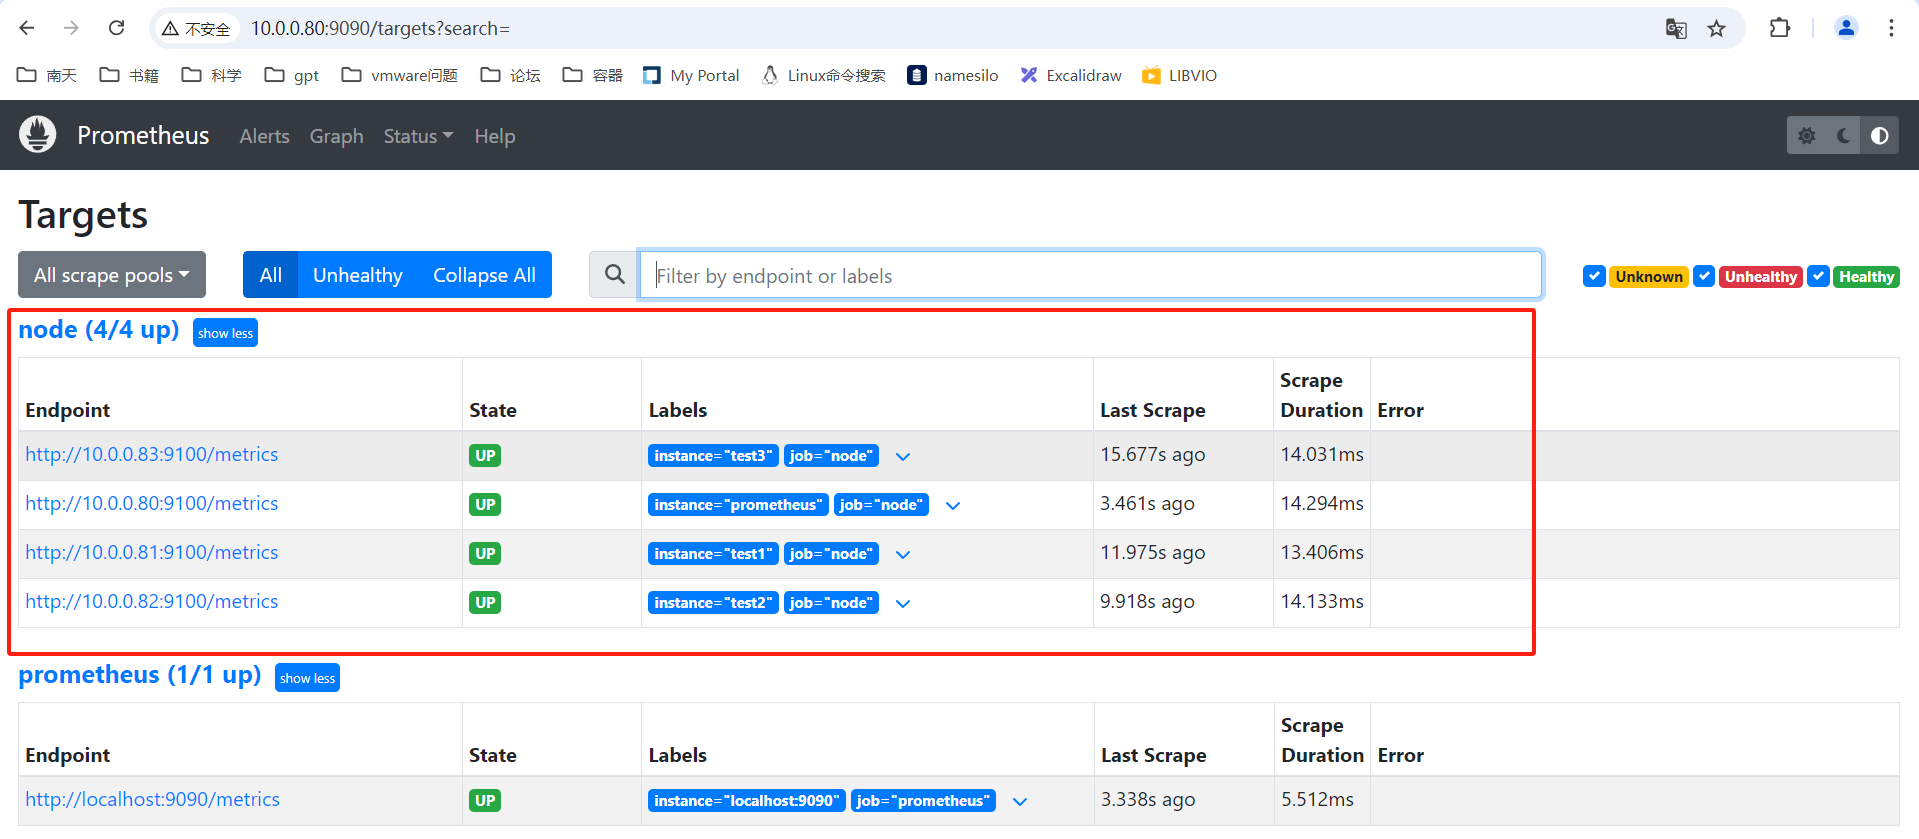 不安全 10.0.0.80:9090/targets?search=
南天 书籍 科学 gpt vmware问题 论坛 容器 My Portal Linux命令搜索 namesilo Excalidraw LIBVIO
Prometheus Alerts Graph Status Help
Targets
All scrape pools All Unhealthy Collapse All Filter by endpoint or labels Unknown Unhealthy Healthy
node (4/4 up) show less
Endpoint State Labels Last Scrape Scrape Duration Error
http://10.0.0.83:9100/metrics UP instance="test3" job="node" 15.677s ago 14.031ms
http://10.0.0.80:9100/metrics UP instance="prometheus" job="node" 3.461s ago 14.294ms
http://10.0.0.81:9100/metrics UP instance="test1" job="node" 11.975s ago 13.406ms
http://10.0.0.82:9100/metrics UP instance="test2" job="node" 9.918s ago 14.133ms
prometheus (1/1 up) show less
Endpoint State Labels Last Scrape Scrape Duration Error
http://localhost:9090/metrics UP instance="localhost:9090" job="prometheus" 3.338s ago 5.512ms